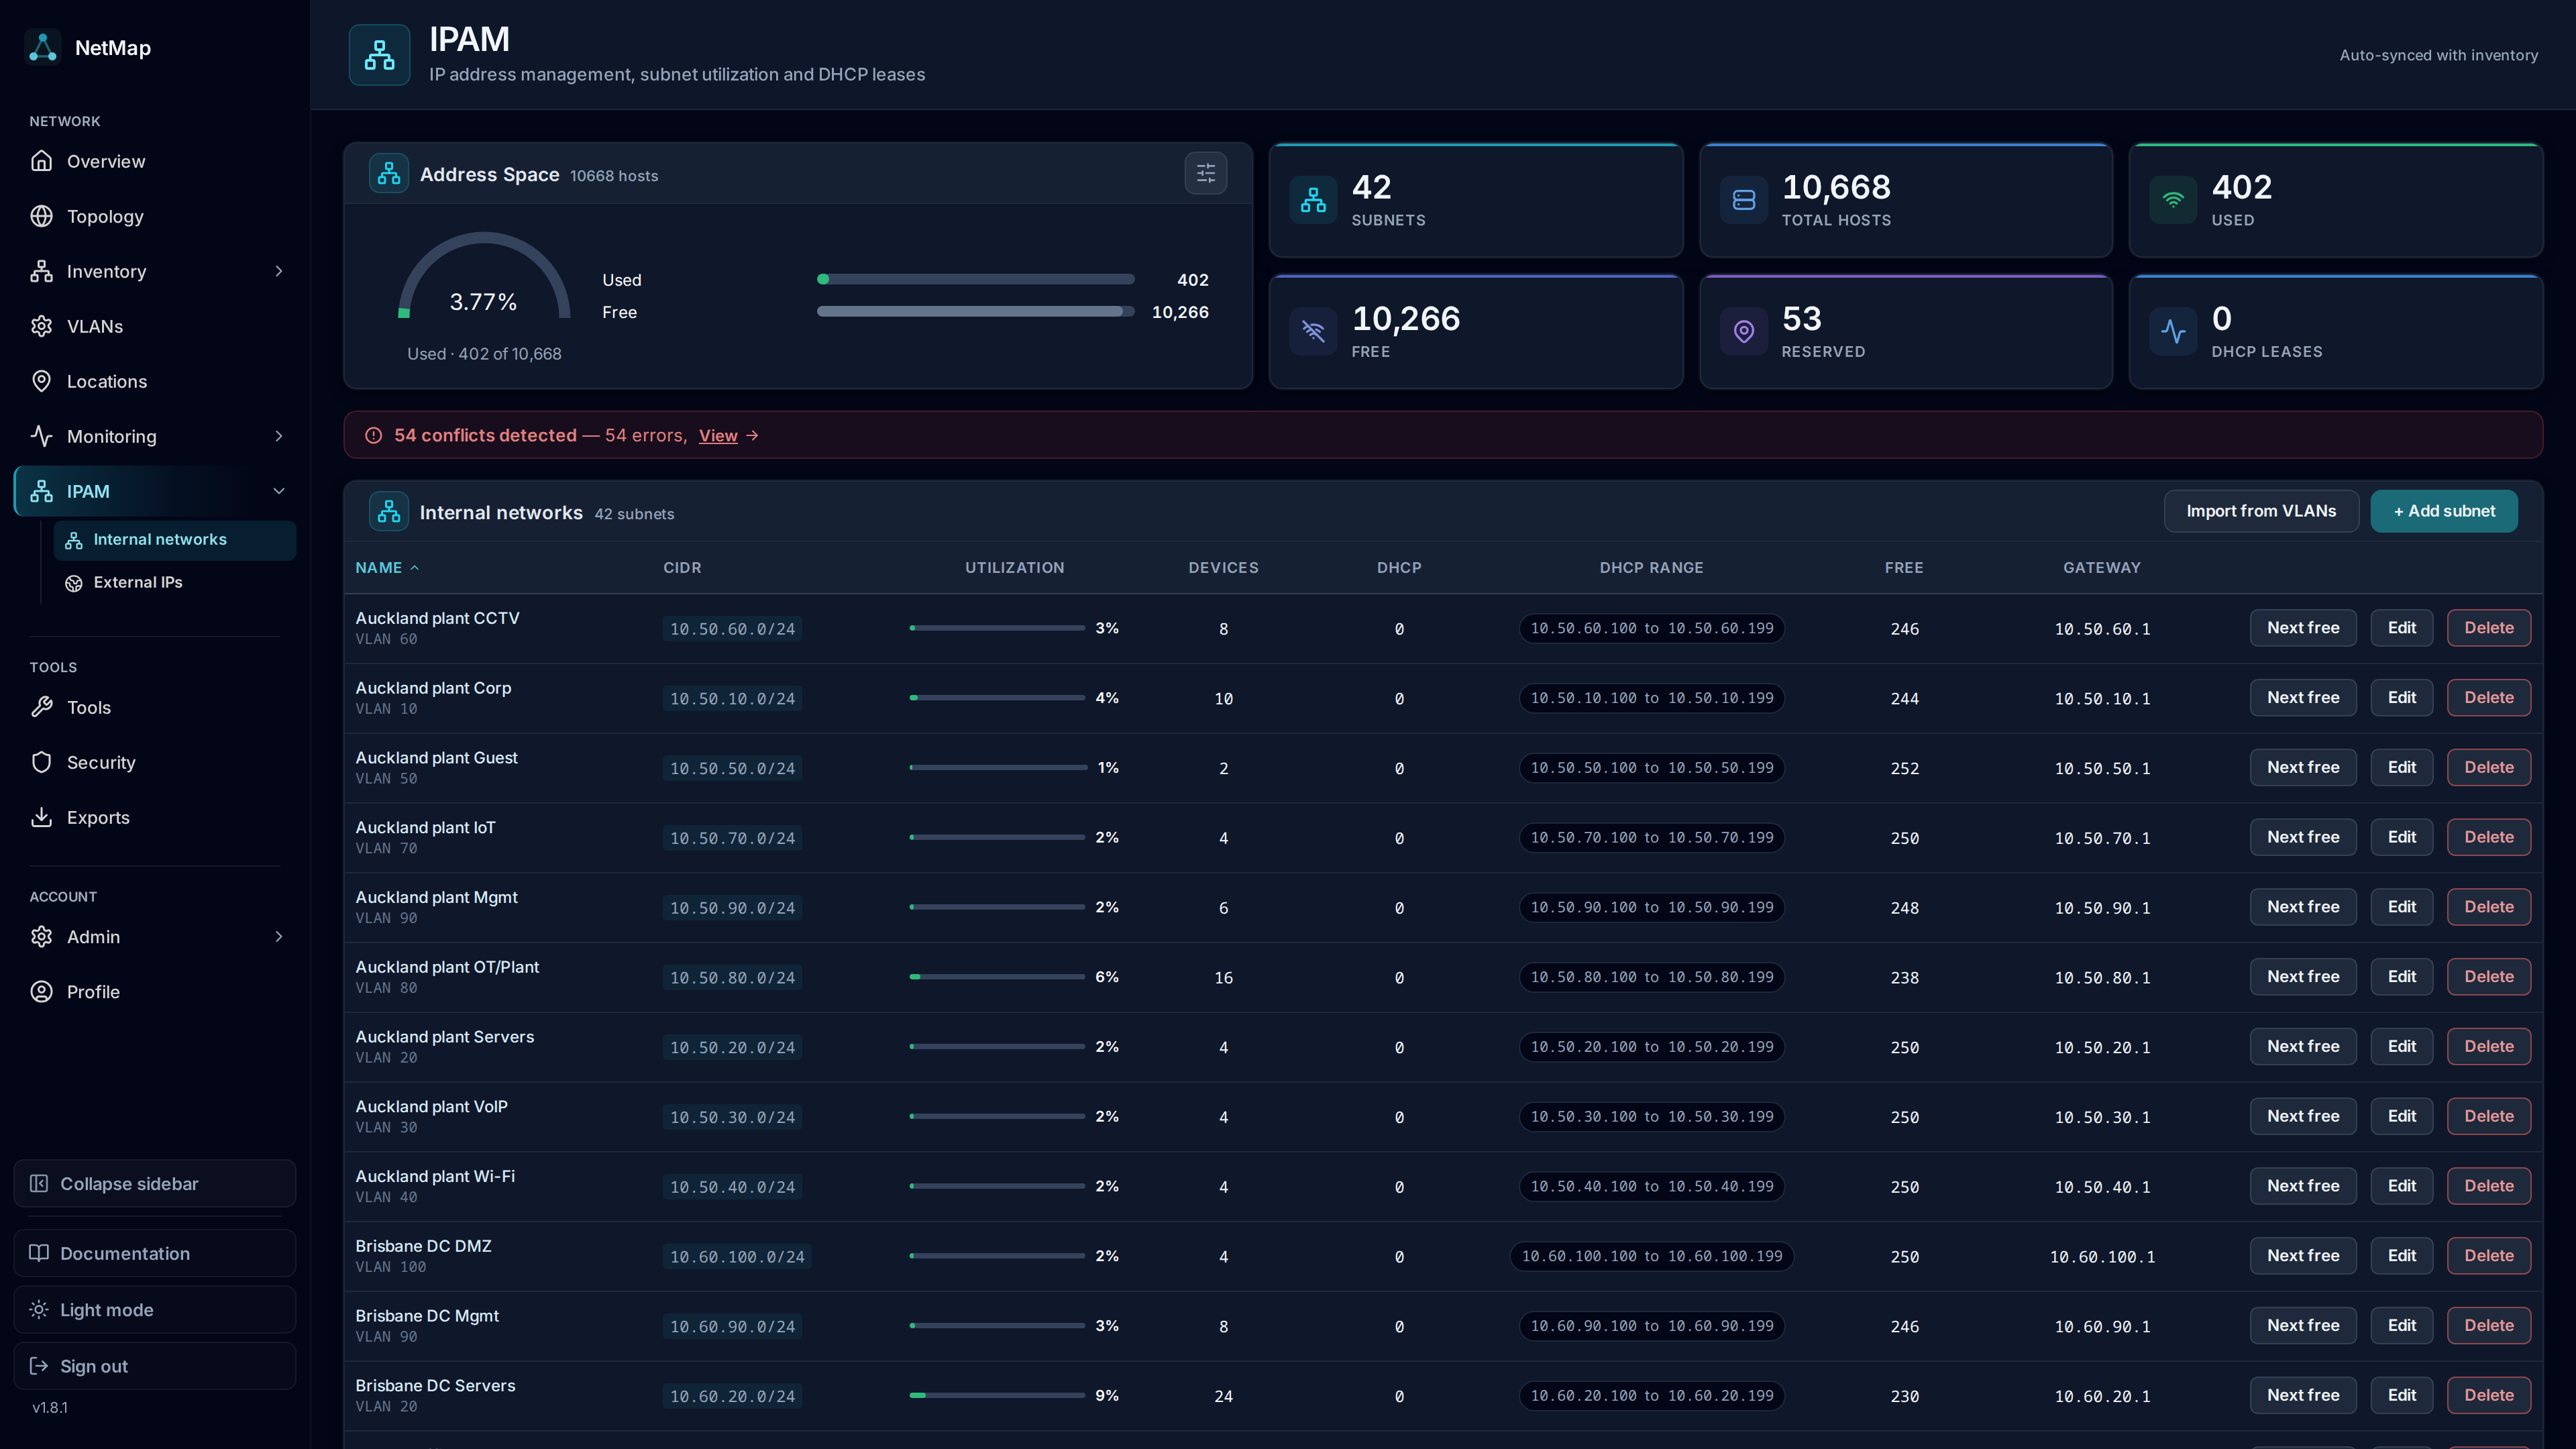 NetMap
NETWORK
Overview
Topology
Inventory
VLANs
Locations
Monitoring
IPAM
Internal networks
External IPs
TOOLS
Tools
Security
Exports
ACCOUNT
Admin
Profile
Collapse sidebar
Documentation
Light mode
Sign out
v1.8.1
IPAM
IP address management, subnet utilization and DHCP leases
Auto-synced with inventory
Address Space 10668 hosts
3.77%
Used · 402 of 10,668
Used 402
Free 10,266
42
SUBNETS
10,668
TOTAL HOSTS
402
USED
10,266
FREE
53
RESERVED
0
DHCP LEASES
54 conflicts detected — 54 errors, View →
Internal networks 42 subnets
Import from VLANs
+ Add subnet
NAME CIDR UTILIZATION DEVICES DHCP DHCP RANGE FREE GATEWAY
Auckland plant CCTV
VLAN 60
10.50.60.0/24 3% 8 0 10.50.60.100 to 10.50.60.199 246 10.50.60.1 Next free Edit Delete
Auckland plant Corp
VLAN 10
10.50.10.0/24 4% 10 0 10.50.10.100 to 10.50.10.199 244 10.50.10.1 Next free Edit Delete
Auckland plant Guest
VLAN 50
10.50.50.0/24 1% 2 0 10.50.50.100 to 10.50.50.199 252 10.50.50.1 Next free Edit Delete
Auckland plant IoT
VLAN 70
10.50.70.0/24 2% 4 0 10.50.70.100 to 10.50.70.199 250 10.50.70.1 Next free Edit Delete
Auckland plant Mgmt
VLAN 90
10.50.90.0/24 2% 6 0 10.50.90.100 to 10.50.90.199 248 10.50.90.1 Next free Edit Delete
Auckland plant OT/Plant
VLAN 80
10.50.80.0/24 6% 16 0 10.50.80.100 to 10.50.80.199 238 10.50.80.1 Next free Edit Delete
Auckland plant Servers
VLAN 20
10.50.20.0/24 2% 4 0 10.50.20.100 to 10.50.20.199 250 10.50.20.1 Next free Edit Delete
Auckland plant VoIP
VLAN 30
10.50.30.0/24 2% 4 0 10.50.30.100 to 10.50.30.199 250 10.50.30.1 Next free Edit Delete
Auckland plant Wi-Fi
VLAN 40
10.50.40.0/24 2% 4 0 10.50.40.100 to 10.50.40.199 250 10.50.40.1 Next free Edit Delete
Brisbane DC DMZ
VLAN 100
10.60.100.0/24 2% 4 0 10.60.100.100 to 10.60.100.199 250 10.60.100.1 Next free Edit Delete
Brisbane DC Mgmt
VLAN 90
10.60.90.0/24 3% 8 0 10.60.90.100 to 10.60.90.199 246 10.60.90.1 Next free Edit Delete
Brisbane DC Servers
VLAN 20
10.60.20.0/24 9% 24 0 10.60.20.100 to 10.60.20.199 230 10.60.20.1 Next free Edit Delete